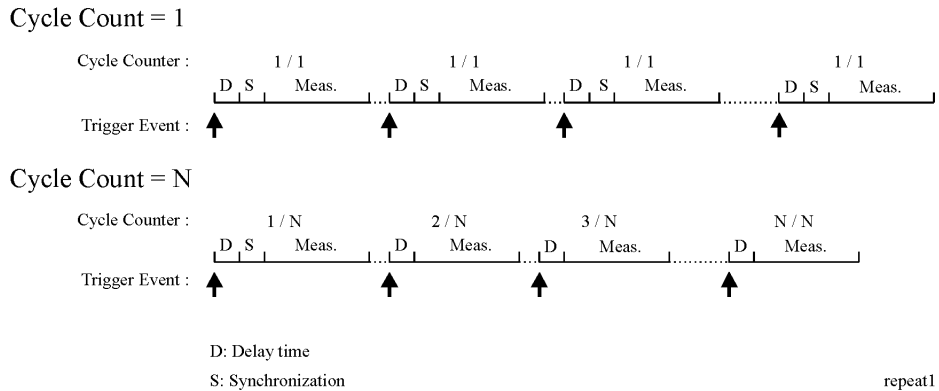 Cycle Count = 1
Cycle Counter : 1 / 1 1 / 1 1 / 1 1 / 1
D S Meas. D S Meas. D S Meas. D S Meas.
Trigger Event :
Cycle Count = N
Cycle Counter : 1 / N 2 / N 3 / N N / N
D S Meas. D Meas. D Meas. D Meas.
Trigger Event :
D: Delay time
S: Synchronization repeat1